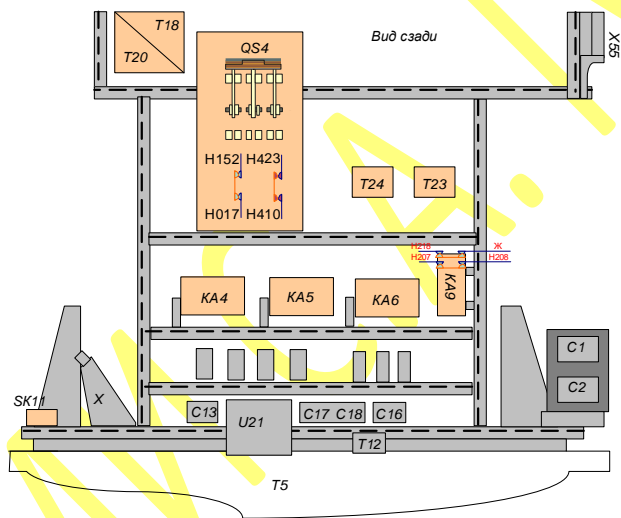 T18
T20
QS4
Вид сзади
X55
H152 H423
H017 H410
T24
T23
H216
Ж
H207
H208
KA4
KA5
KA6
KA9
C1
C2
SK11
X
C13
U21
C17 C18
C16
T12
T5